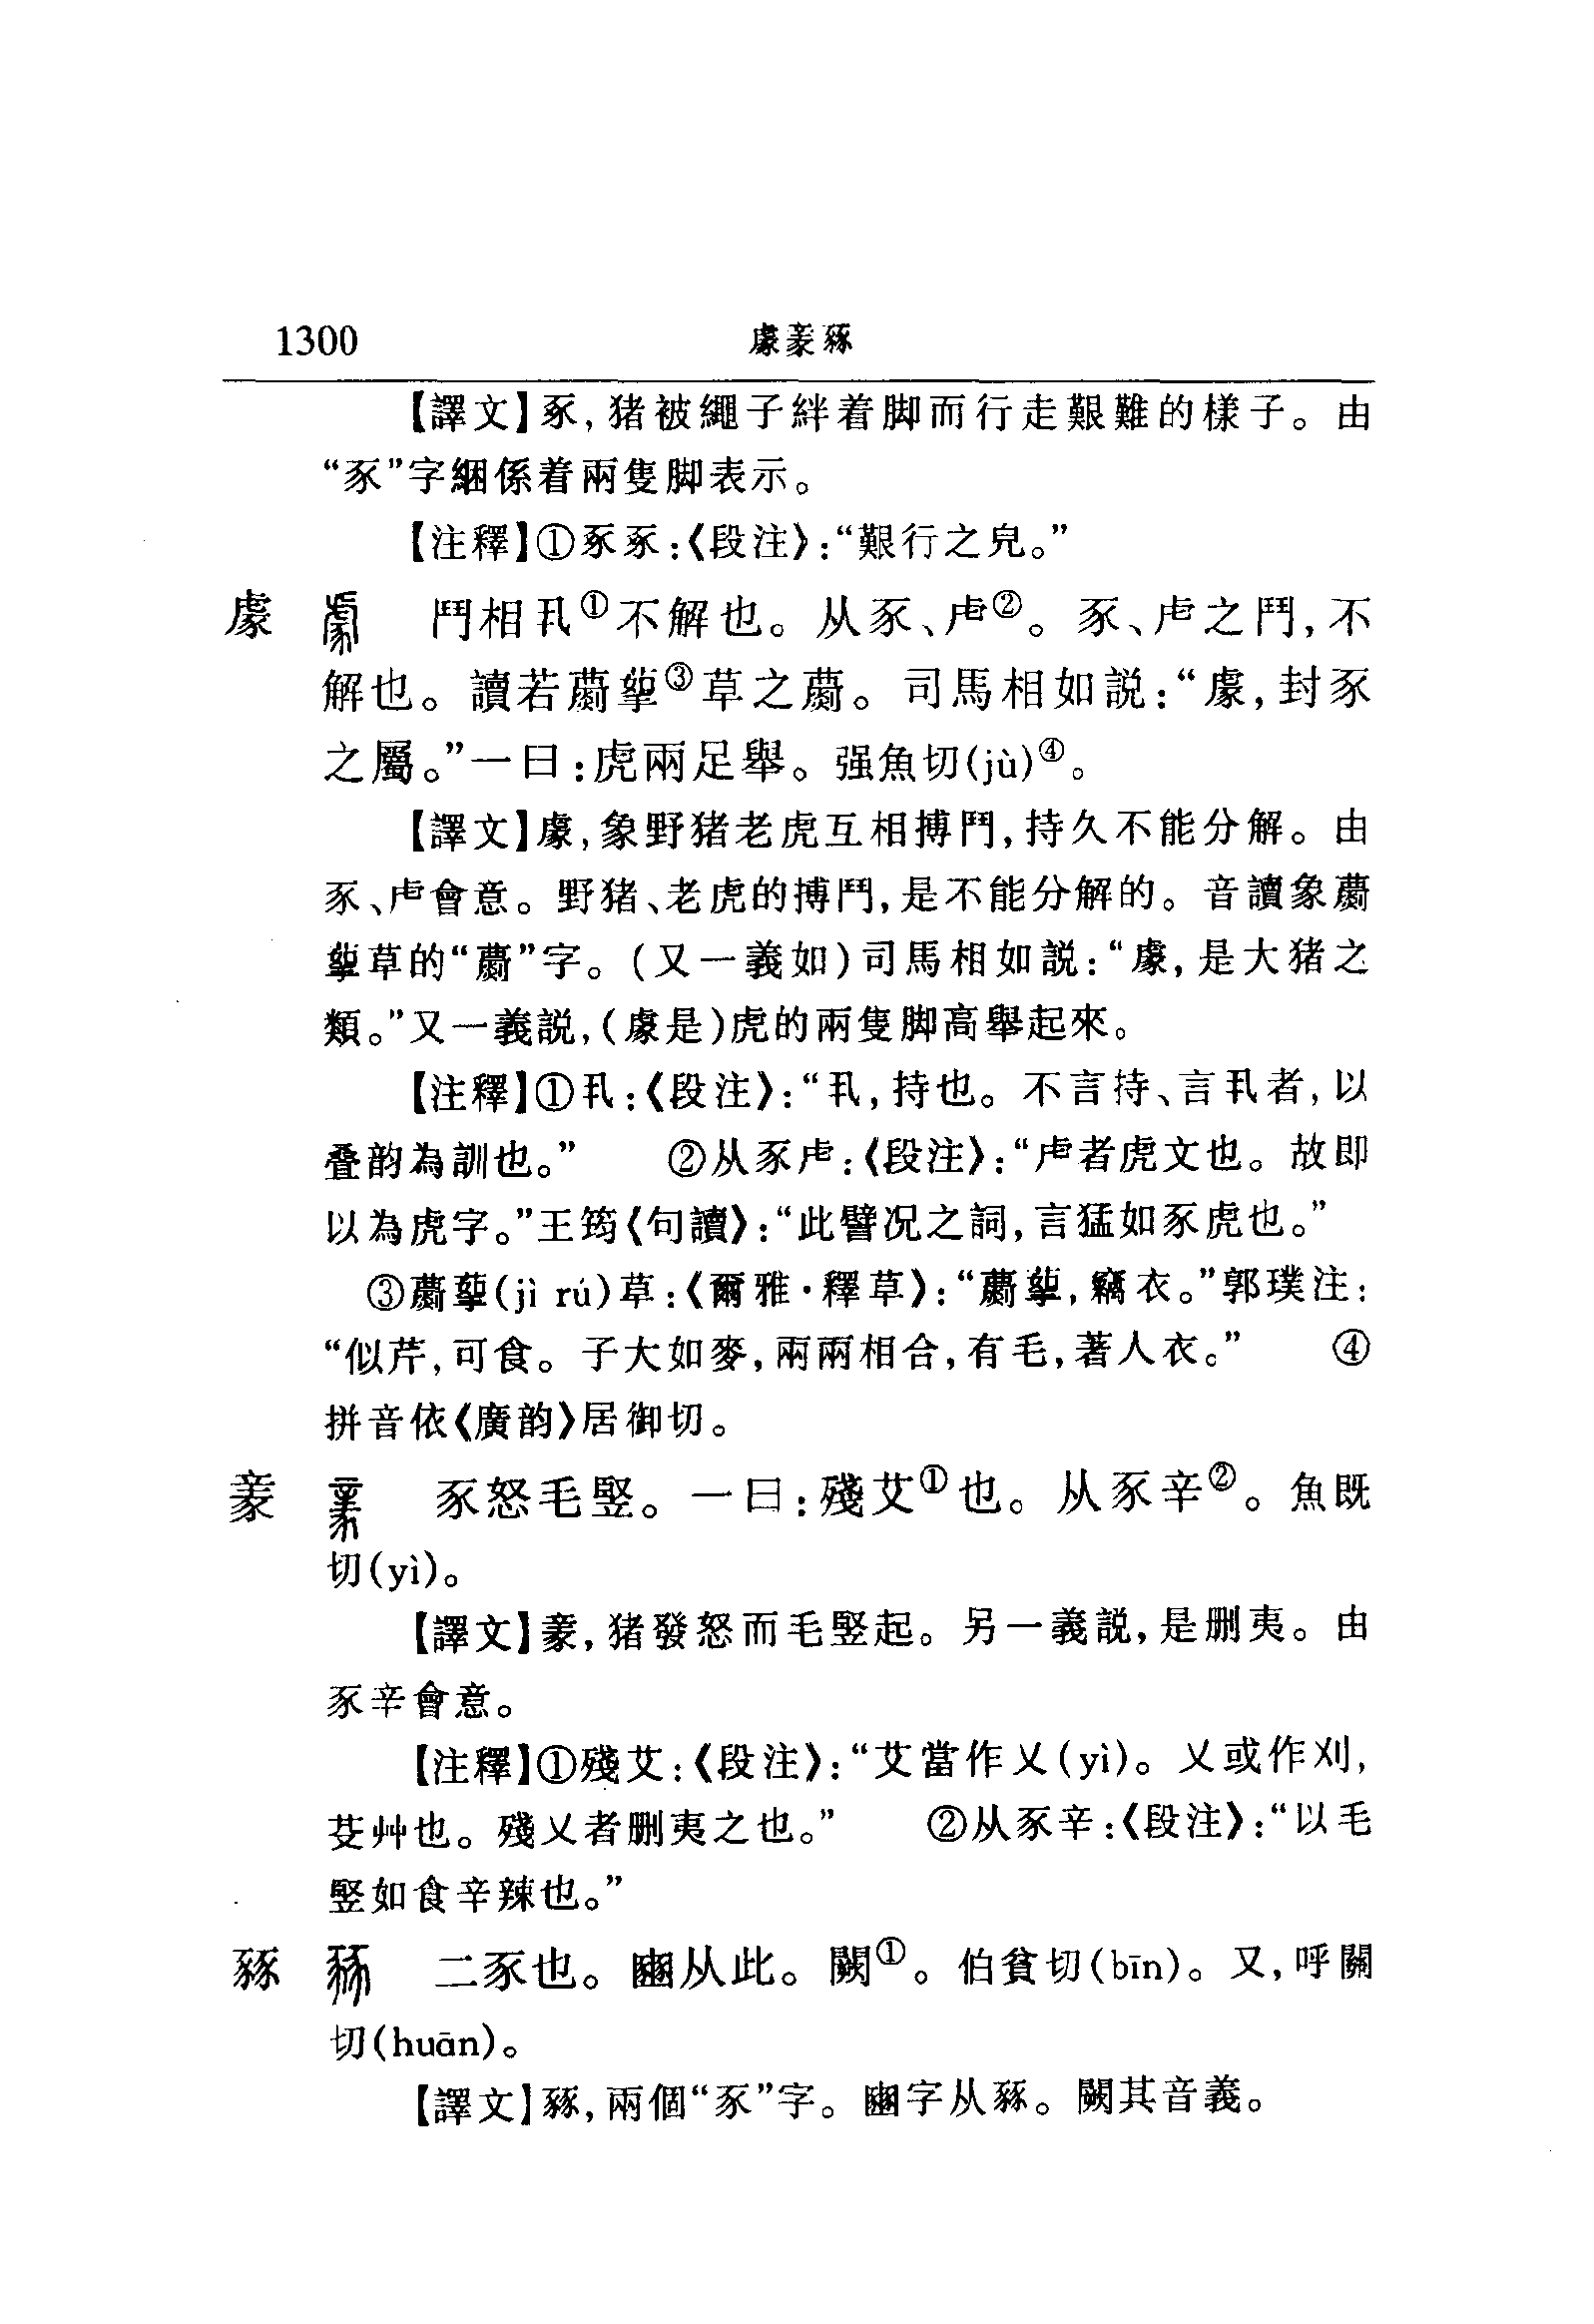 1300 豦豙豩
【譯文】豖,猪被繩子絆着脚而行走艱難的樣子。由
“豕”字綑係着兩隻脚表示。
【注釋】①豖豖:《段注》:“艱行之皃。”
豦 鬥相丮①不解也。从豕、虍②。豕、虍之鬥,不
解也。讀若蘮蒘③草之蘮。司馬相如説:“豦,封豕
之屬。”一曰:虎兩足舉。强魚切(jù)④。
【譯文】豦,象野猪老虎互相搏鬥,持久不能分解。由
豕、虍會意。野猪、老虎的搏鬥,是不能分解的。音讀象蘮
蒘草的“蘮”字。(又一義如)司馬相如説:“豦,是大猪之
類。”又一義説,(豦是)虎的兩隻脚高舉起來。
【注釋】①丮:《段注》:“丮,持也。不言持、言丮者,以
叠韵為訓也。” ②从豕虍:《段注》:“虍者虎文也。故即
以為虎字。”王筠《句讀》:“此譬况之詞,言猛如豕虎也。”
③蘮蒘(jì rú)草:《爾雅·釋草》:“蘮蒘,竊衣。”郭璞注:
“似芹,可食。子大如麥,兩兩相合,有毛,著人衣。” ④
拼音依《廣韵》居御切。
豙 豕怒毛豎。一曰:殘艾①也。从豕辛②。魚既
切(yì)。
【譯文】豙,猪發怒而毛竪起。另一義説,是删夷。由
豕辛會意。
【注釋】①殘艾:《段注》:“艾當作乂(yì)。乂或作刈,
芟艸也。殘乂者删夷之也。” ②从豕辛:《段注》:“以毛
豎如食辛辣也。”
豩 二豕也。豳从此。闕①。伯貧切(bīn)。又,呼關
切(huān)。
【譯文】豩,兩個“豕”字。豳字从豩。闕其音義。